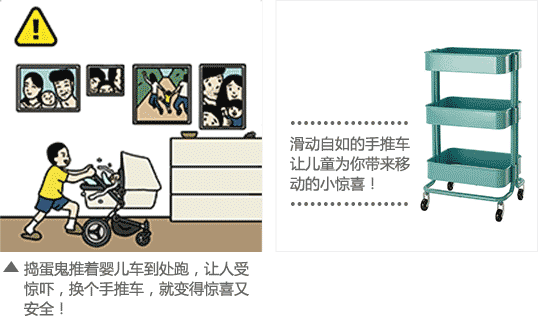 滑动自如的手推车
让儿童为你带来移
动的小惊喜！
捣蛋鬼推着婴儿车到处跑，让人受
惊吓，换个手推车，就变得惊喜又
安全！